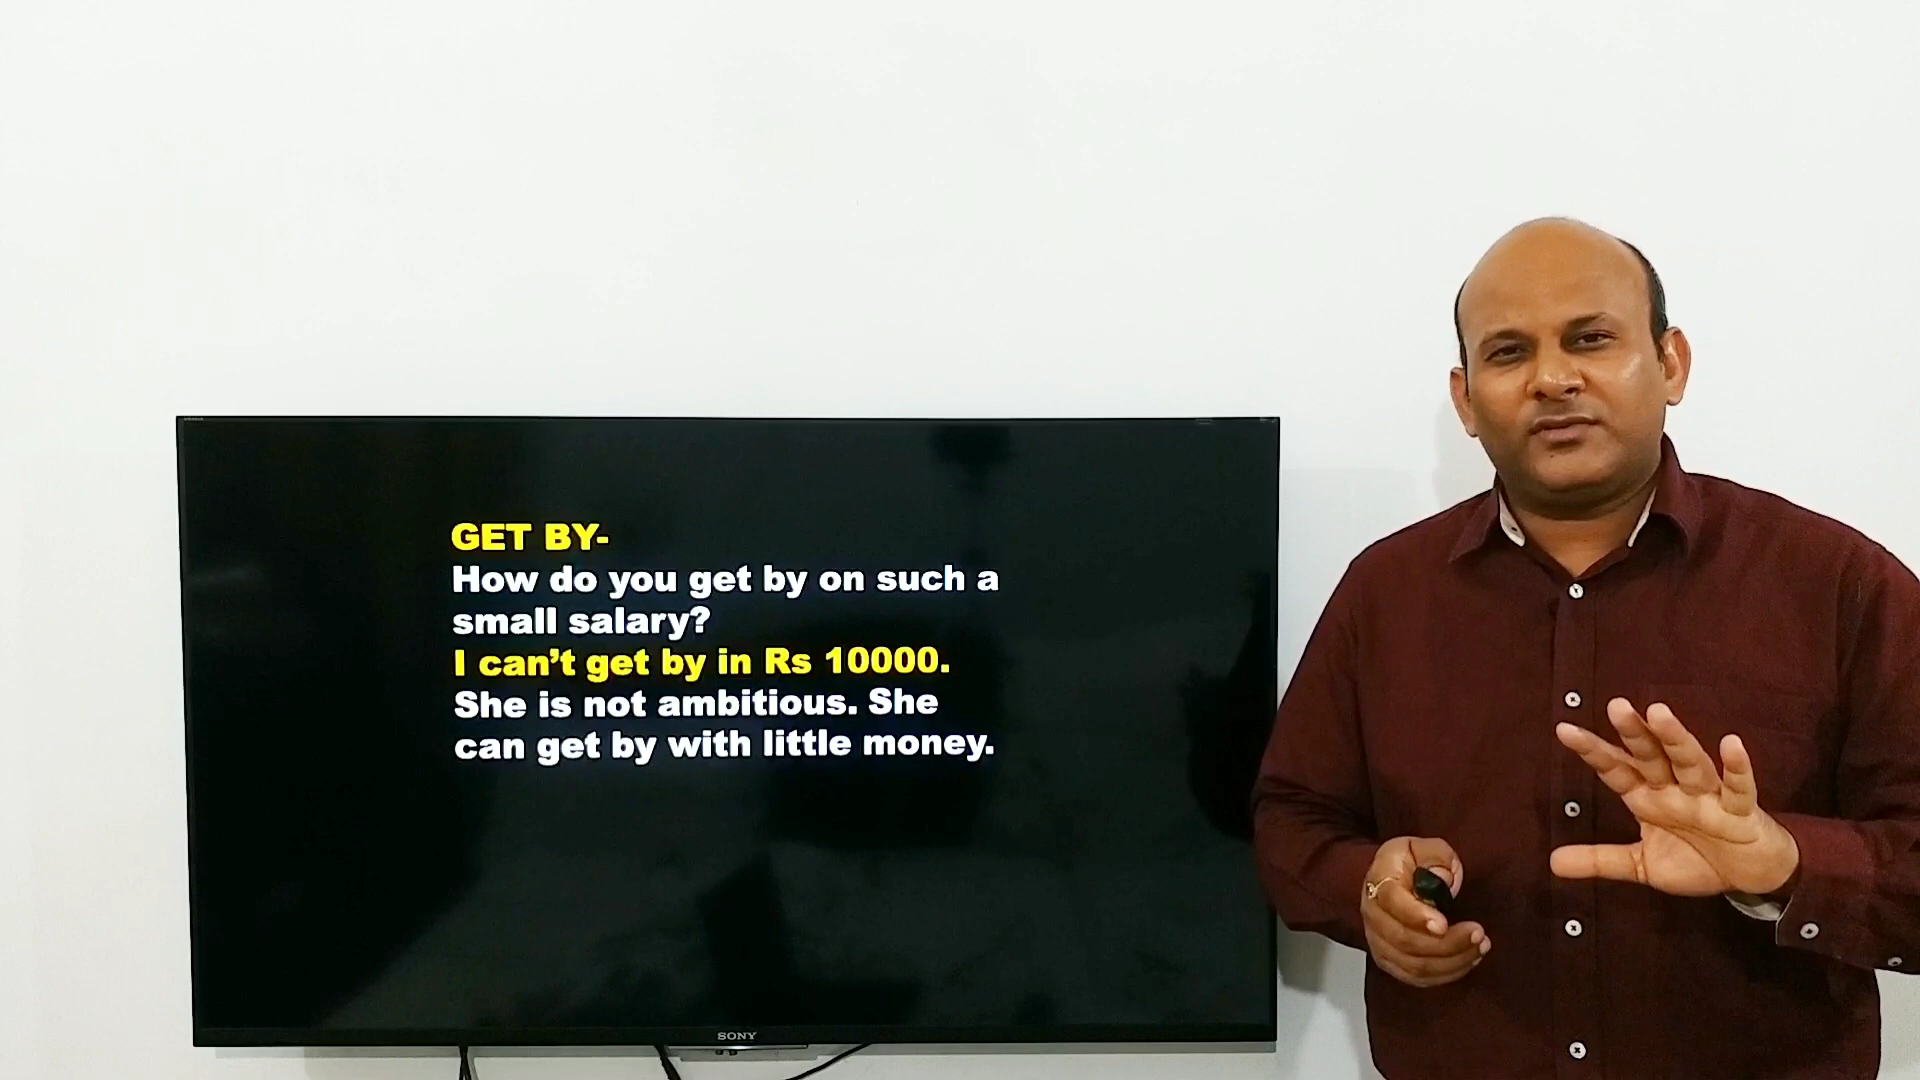 GET BY-
How do you get by on such a
small salary?
I can't get by in Rs 10000.
She is not ambitious. She
can get by with little money.
SONY